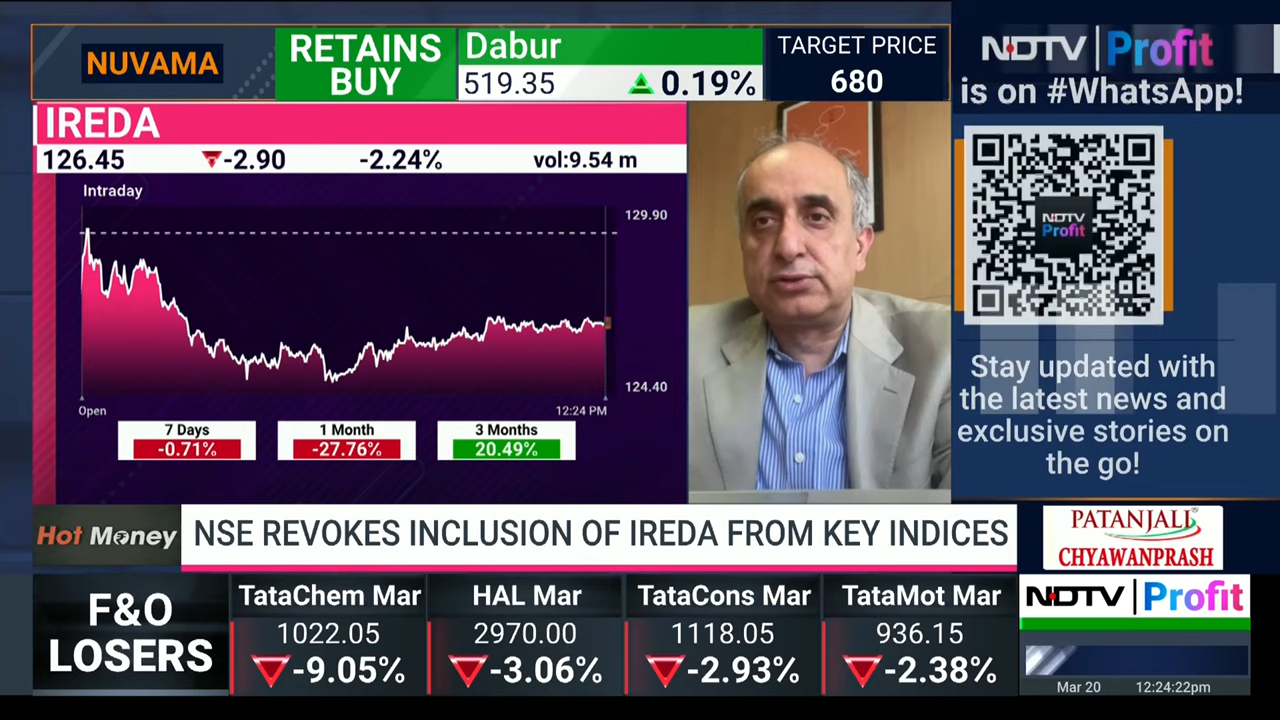 NUVAMA
RETAINS
BUY
Dabur
519.35 0.19%
TARGET PRICE
680
NDTV Profit
is on #WhatsApp!
IREDA
126.45 -2.90 -2.24% vol:9.54 m
Intraday
129.90
124.40
Open 12:24 PM
7 Days
-0.71%
1 Month
-27.76%
3 Months
20.49%
NDTV
Profit
Stay updated with
the latest news and
exclusive stories on
the go!
Hot Money
NSE REVOKES INCLUSION OF IREDA FROM KEY INDICES
PATANJALI
CHYAWANPRASH
F&O
LOSERS
TataChem Mar
1022.05
-9.05%
HAL Mar
2970.00
-3.06%
TataCons Mar
1118.05
-2.93%
TataMot Mar
936.15
-2.38%
NDTV Profit
Mar 20 12:24:22pm